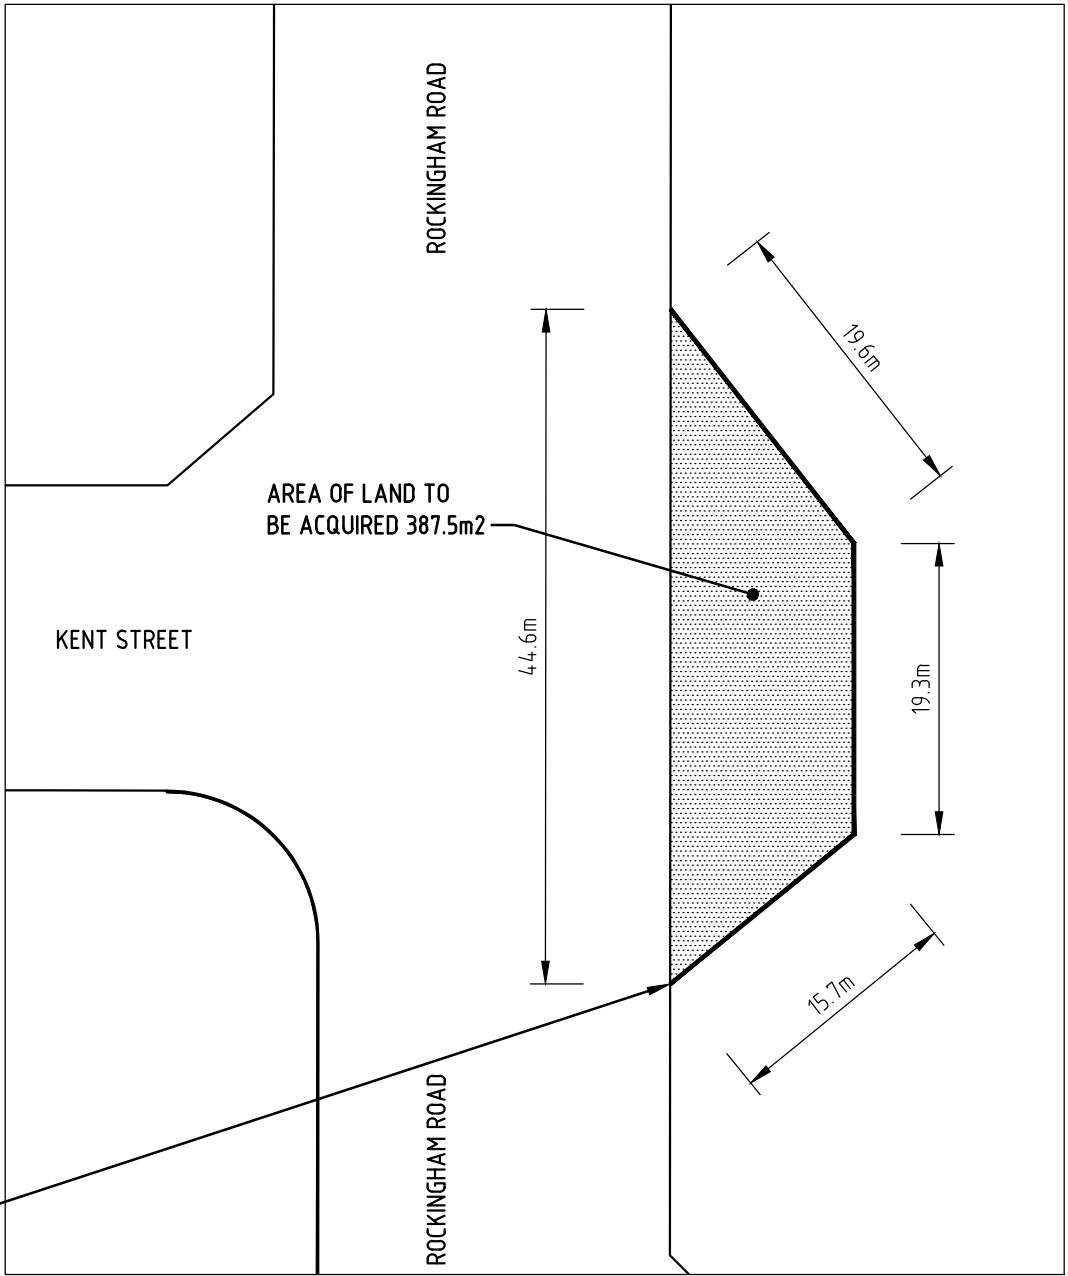 ROCKINGHAM ROAD
19.6m
AREA OF LAND TO
BE ACQUIRED 387.5m2
KENT STREET
44.6m
19.3m
15.7m
ROCKINGHAM ROAD